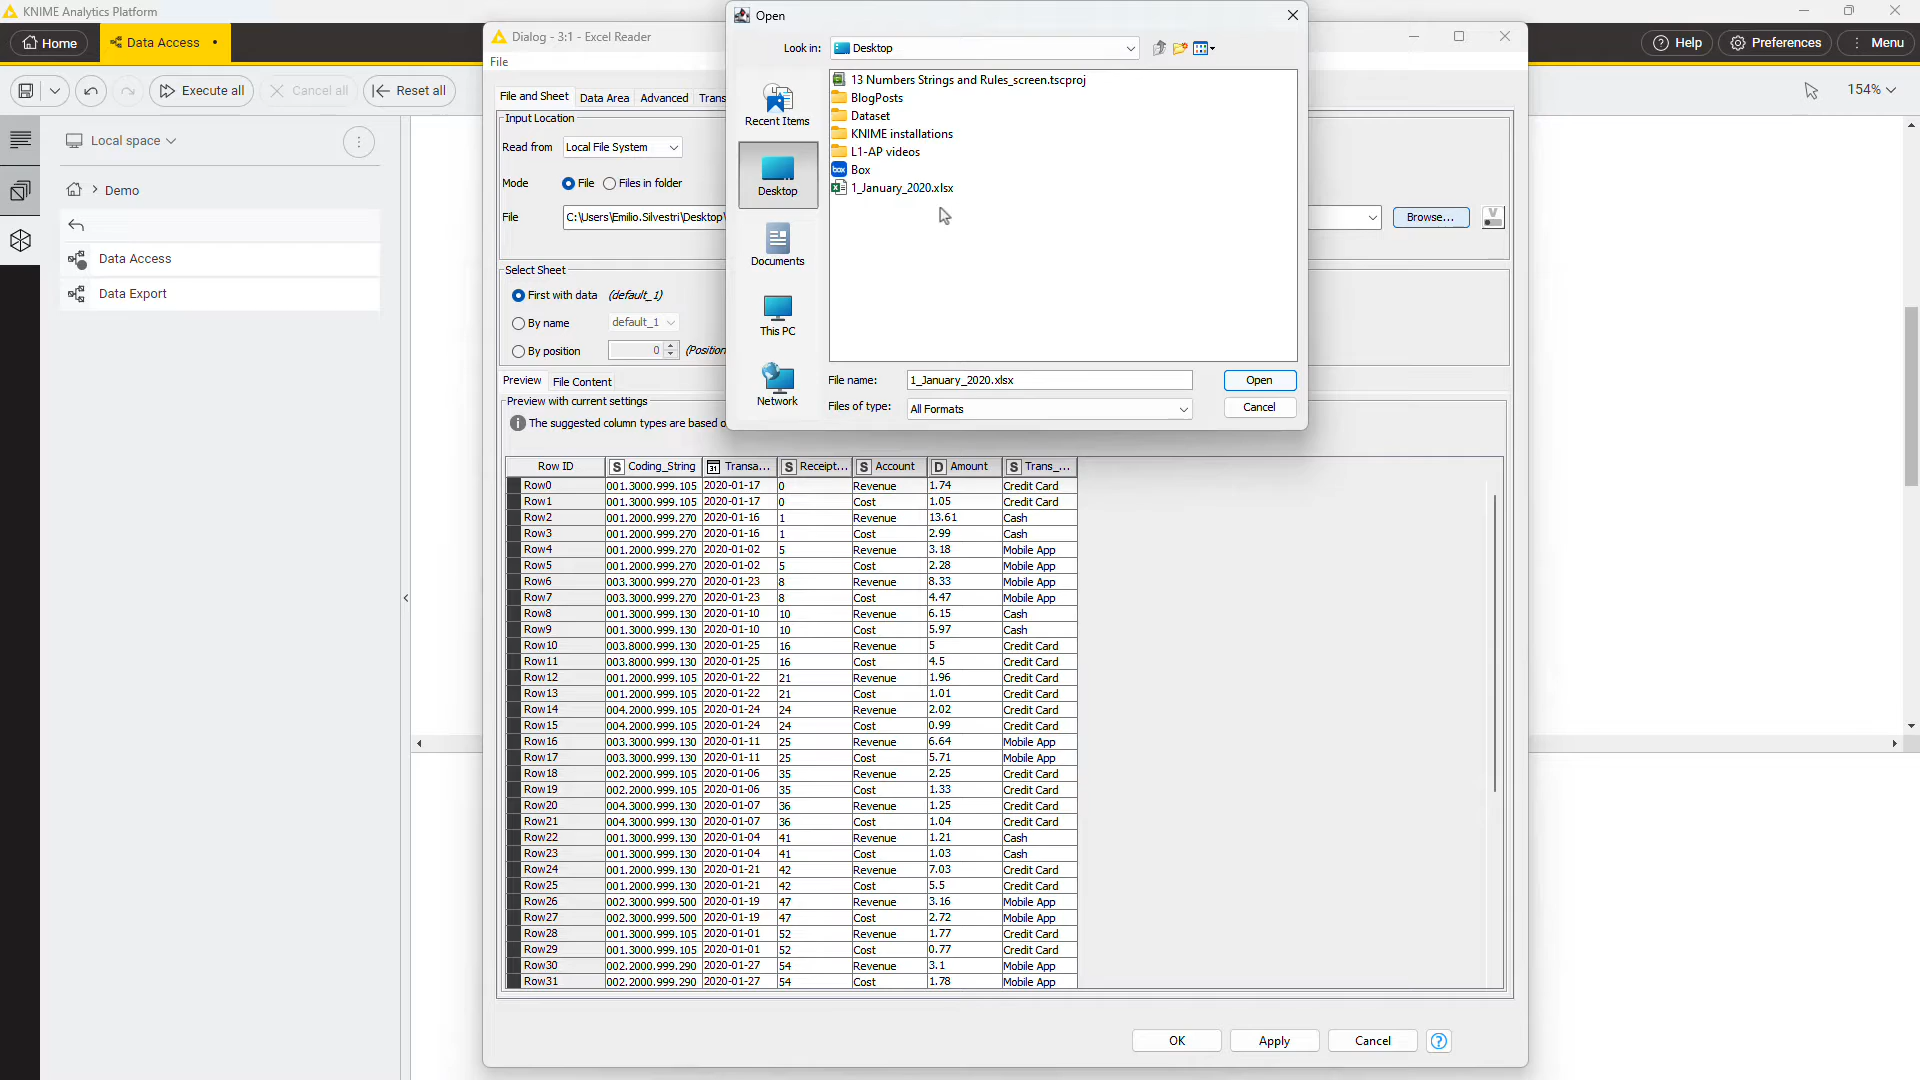 KNIME Analytics Platform
Home
Data Access
Help
Preferences
Menu
Execute all
Cancel all
Reset all
154%
Local space
Demo
Data Access
Data Export
Dialog - 3:1 - Excel Reader
File
File and Sheet
Data Area
Advanced
Trans
Input Location
Read from
Local File System
Mode
File
Files in folder
File
C:\Users\Emilio.Silvestri\Desktop\
Browse...
Select Sheet
First with data (default_1)
By name
default_1
By position
0
(Position
Preview
File Content
Preview with current settings
The suggested column types are based o
Open
Look in:
Desktop
Recent Items
Desktop
Documents
This PC
Network
13 Numbers Strings and Rules_screen.tscproj
BlogPosts
Dataset
KNIME installations
L1-AP videos
box Box
1_January_2020.xlsx
File name:
1_January_2020.xlsx
Open
Files of type:
All Formats
Cancel
Row ID S Coding_String 31 Transa... S Receipt... S Account D Amount S Trans_...
Row0 001.3000.999.105 2020-01-17 0 Revenue 1.74 Credit Card
Row1 001.3000.999.105 2020-01-17 0 Cost 1.05 Credit Card
Row2 001.2000.999.270 2020-01-16 1 Revenue 13.61 Cash
Row3 001.2000.999.270 2020-01-16 1 Cost 2.99 Cash
Row4 001.2000.999.270 2020-01-02 5 Revenue 3.18 Mobile App
Row5 001.2000.999.270 2020-01-02 5 Cost 2.28 Mobile App
Row6 003.3000.999.270 2020-01-23 8 Revenue 8.33 Mobile App
Row7 003.3000.999.270 2020-01-23 8 Cost 4.47 Mobile App
Row8 001.3000.999.130 2020-01-10 10 Revenue 6.15 Cash
Row9 001.3000.999.130 2020-01-10 10 Cost 5.97 Cash
Row10 003.8000.999.130 2020-01-25 16 Revenue 5 Credit Card
Row11 003.8000.999.130 2020-01-25 16 Cost 4.5 Credit Card
Row12 001.2000.999.105 2020-01-22 21 Revenue 1.96 Credit Card
Row13 001.2000.999.105 2020-01-22 21 Cost 1.01 Credit Card
Row14 004.2000.999.105 2020-01-24 24 Revenue 2.02 Credit Card
Row15 004.2000.999.105 2020-01-24 24 Cost 0.99 Credit Card
Row16 003.3000.999.130 2020-01-11 25 Revenue 6.64 Mobile App
Row17 003.3000.999.130 2020-01-11 25 Cost 5.71 Mobile App
Row18 002.2000.999.105 2020-01-06 35 Revenue 2.25 Credit Card
Row19 002.2000.999.105 2020-01-06 35 Cost 1.33 Credit Card
Row20 004.3000.999.130 2020-01-07 36 Revenue 1.25 Credit Card
Row21 004.3000.999.130 2020-01-07 36 Cost 1.04 Credit Card
Row22 001.3000.999.130 2020-01-04 41 Revenue 1.21 Cash
Row23 001.3000.999.130 2020-01-04 41 Cost 1.03 Cash
Row24 001.2000.999.130 2020-01-21 42 Revenue 7.03 Credit Card
Row25 001.2000.999.130 2020-01-21 42 Cost 5.5 Credit Card
Row26 002.3000.999.500 2020-01-19 47 Revenue 3.16 Mobile App
Row27 002.3000.999.500 2020-01-19 47 Cost 2.72 Mobile App
Row28 001.3000.999.105 2020-01-01 52 Revenue 1.77 Credit Card
Row29 001.3000.999.105 2020-01-01 52 Cost 0.77 Credit Card
Row30 002.2000.999.290 2020-01-27 54 Revenue 3.1 Mobile App
Row31 002.2000.999.290 2020-01-27 54 Cost 1.78 Mobile App
OK
Apply
Cancel